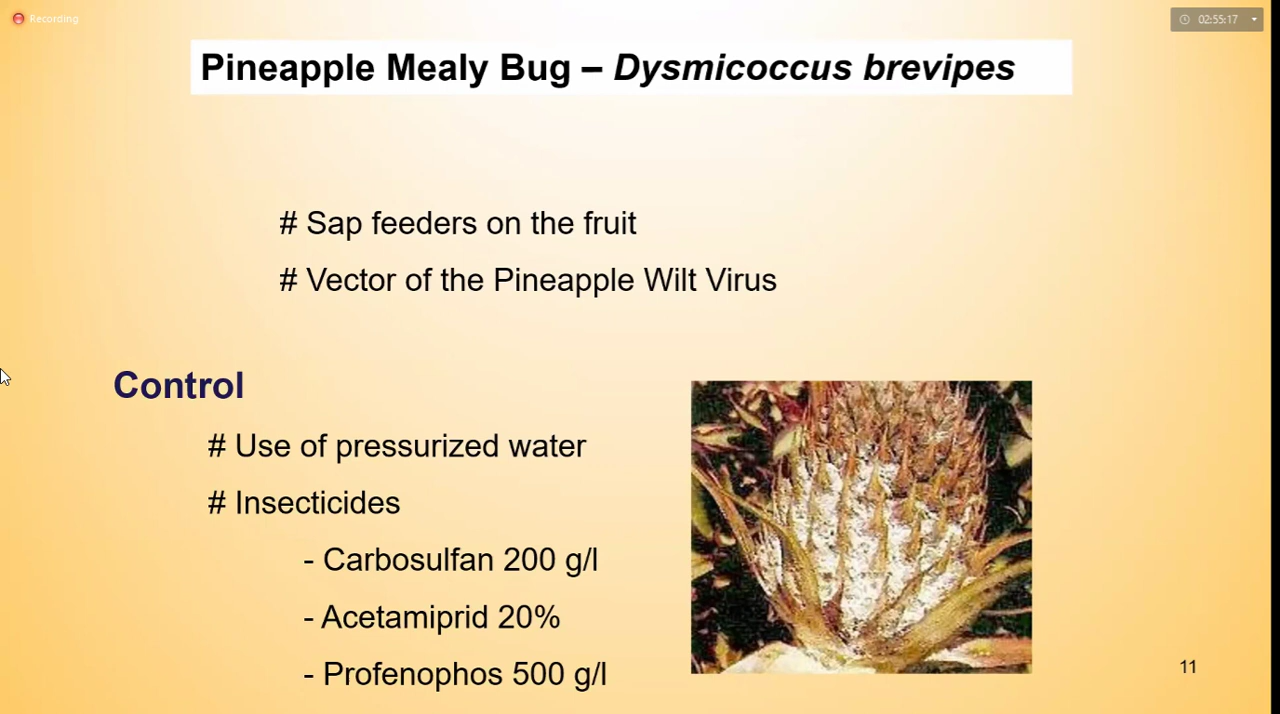 Recording
02:55:17
Pineapple Mealy Bug – Dysmicoccus brevipes
# Sap feeders on the fruit
# Vector of the Pineapple Wilt Virus
Control
# Use of pressurized water
# Insecticides
- Carbosulfan 200 g/l
- Acetamiprid 20%
- Profenophos 500 g/l
11